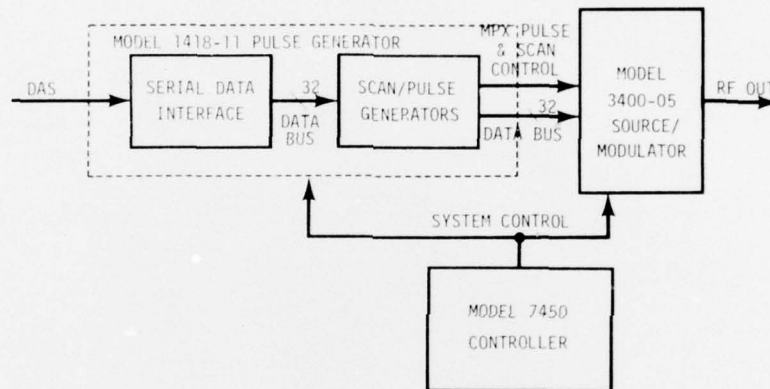 MODEL 1418-11 PULSE GENERATOR
DAS
SERIAL DATA
INTERFACE
32
DATA
BUS
SCAN/PULSE
GENERATORS
MPX PULSE
& SCAN
CONTROL
32
DATA BUS
MODEL
3400-05
SOURCE/
MODULATOR
RF OUT
SYSTEM CONTROL
MODEL 7450
CONTROLLER